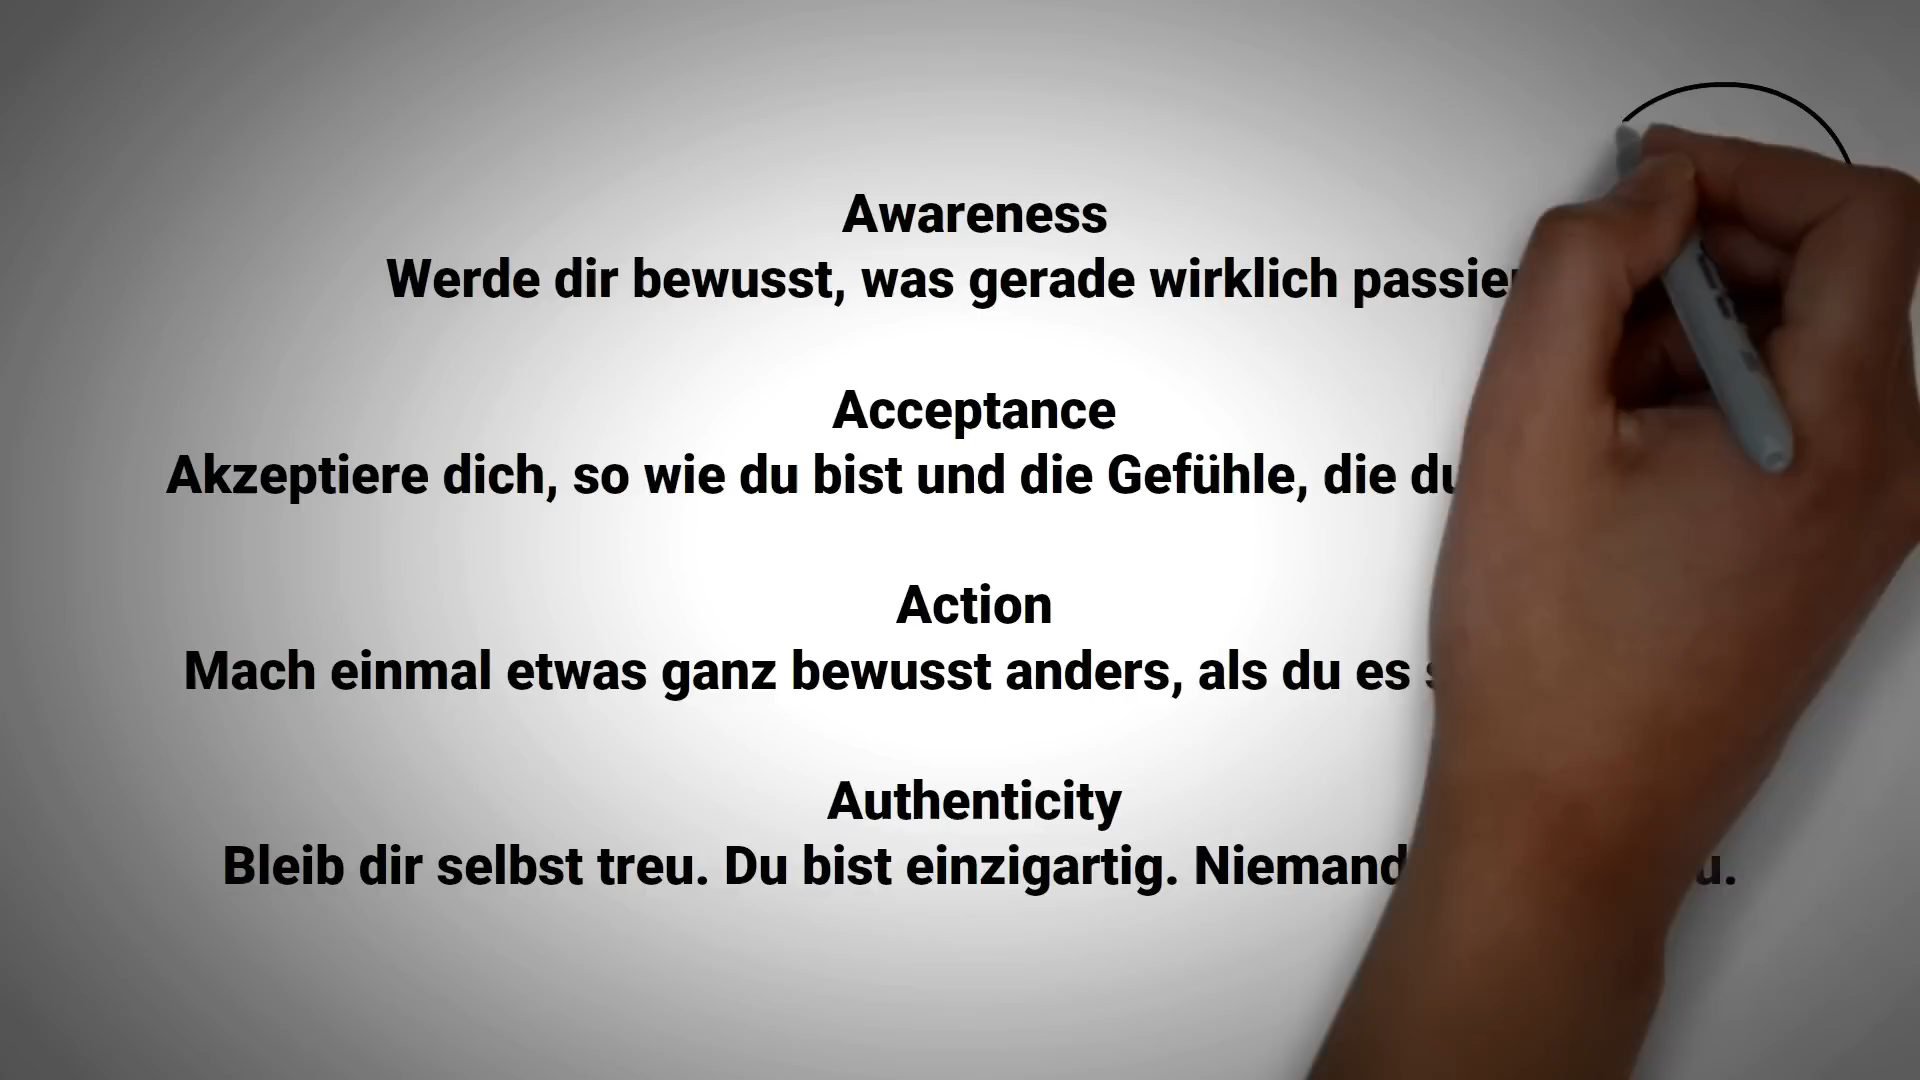 Awareness
Werde dir bewusst, was gerade wirklich
Acceptance
Akzeptiere dich, so wie du bist und die Gefühle, die du
Action
Mach einmal etwas ganz bewusst anders, als du es
Authenticity
Bleib dir selbst treu. Du bist einzigartig. Niemand